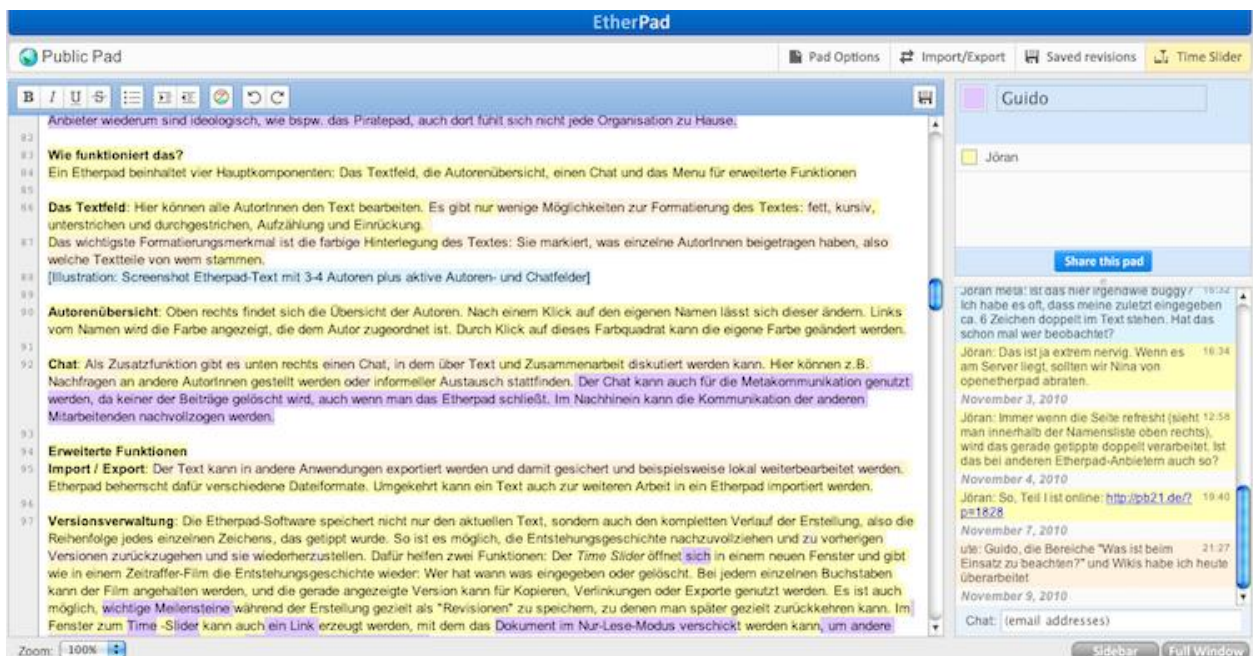 EtherPad
Public Pad
Pad Options
Import/Export
Saved revisions
Time Slider
B I U S
Anbieter wiederum sind ideologisch, wie bspw. das Piratepad, auch dort fühlt sich nicht jede Organisation zu Hause.
82
83 Wie funktioniert das?
84 Ein Etherpad beinhaltet vier Hauptkomponenten: Das Textfeld, die Autorenübersicht, einen Chat und das Menu für erweiterte Funktionen
85
86 Das Textfeld: Hier können alle AutorInnen den Text bearbeiten. Es gibt nur wenige Möglichkeiten zur Formatierung des Textes: fett, kursiv,
unterstrichen und durchgestrichen, Aufzählung und Einrückung.
87 Das wichtigste Formatierungsmerkmal ist die farbige Hinterlegung des Textes: Sie markiert, was einzelne AutorInnen beigetragen haben, also
welche Textteile von wem stammen.
88 [Illustration: Screenshot Etherpad-Text mit 3-4 Autoren plus aktive Autoren- und Chatfelder]
89
90 Autorenübersicht: Oben rechts findet sich die Übersicht der Autoren. Nach einem Klick auf den eigenen Namen lässt sich dieser ändern. Links
vom Namen wird die Farbe angezeigt, die dem Autor zugeordnet ist. Durch Klick auf dieses Farbquadrat kann die eigene Farbe geändert werden.
91
92 Chat: Als Zusatzfunktion gibt es unten rechts einen Chat, in dem über Text und Zusammenarbeit diskutiert werden kann. Hier können z.B.
Nachfragen an andere AutorInnen gestellt werden oder informeller Austausch stattfinden. Der Chat kann auch für die Metakommunikation genutzt
werden, da keiner der Beiträge gelöscht wird, auch wenn man das Etherpad schließt. Im Nachhinein kann die Kommunikation der anderen
Mitarbeitenden nachvollzogen werden.
93
94 Erweiterte Funktionen
95 Import / Export: Der Text kann in andere Anwendungen exportiert werden und damit gesichert und beispielsweise lokal weiterbearbeitet werden.
Etherpad beherrscht dafür verschiedene Dateiformate. Umgekehrt kann ein Text auch zur weiteren Arbeit in ein Etherpad importiert werden.
96
97 Versionsverwaltung: Die Etherpad-Software speichert nicht nur den aktuellen Text, sondern auch den kompletten Verlauf der Erstellung, also die
Reihenfolge jedes einzelnen Zeichens, das getippt wurde. So ist es möglich, die Entstehungsgeschichte nachzuvollziehen und zu vorherigen
Versionen zurückzugehen und sie wiederherzustellen. Dafür helfen zwei Funktionen: Der Time Slider öffnet sich in einem neuen Fenster und gibt
wie in einem Zeitraffer-Film die Entstehungsgeschichte wieder: Wer hat wann was eingegeben oder gelöscht. Bei jedem einzelnen Buchstaben
kann der Film angehalten werden, und die gerade angezeigte Version kann für Kopieren, Verlinkungen oder Exporte genutzt werden. Es ist auch
möglich, wichtige Meilensteine während der Erstellung gezielt als "Revisionen" zu speichern, zu denen man später gezielt zurückkehren kann. Im
Fenster zum Time -Slider kann auch ein Link erzeugt werden, mit dem das Dokument im Nur-Lese-Modus verschickt werden kann, um andere
Zoom: 100%
Guido
Jöran
Share this pad
Jöran meta: ist das hier irgendwie buggy? 16:32
Ich habe es oft, dass meine zuletzt eingegeben
ca. 6 Zeichen doppelt im Text stehen. Hat das
schon mal wer beobachtet?
Jöran: Das ist ja extrem nervig. Wenn es 16:34
am Server liegt, sollten wir Nina von
openetherpad abraten.
November 3, 2010
Jöran: Immer wenn die Seite refresht (sieht 12:58
man innerhalb der Namensliste oben rechts),
wird das gerade getippte doppelt verarbeitet. Ist
das bei anderen Etherpad-Anbietern auch so?
November 4, 2010
Jöran: So, Teil I ist online: http://pb21.de/? 19:40
p=1828
November 7, 2010
ute: Guido, die Bereiche "Was ist beim 21:27
Einsatz zu beachten?" und Wikis habe ich heute
überarbeitet
November 9, 2010
Chat: (email addresses)
Sidebar
Full Window